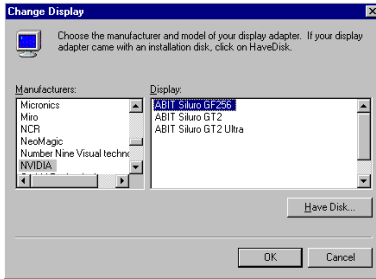 Change Display
Choose the manufacturer and model of your display adapter. If your display
adapter came with an installation disk, click on HaveDisk.
Manufacturers:
Display:
Micronics
Miro
NCR
NeoMagic
Number Nine Visual techno
NVIDIA
ABIT Siluro GF256
ABIT Siluro GT2
ABIT Siluro GT2 Ultra
Have Disk...
OK
Cancel